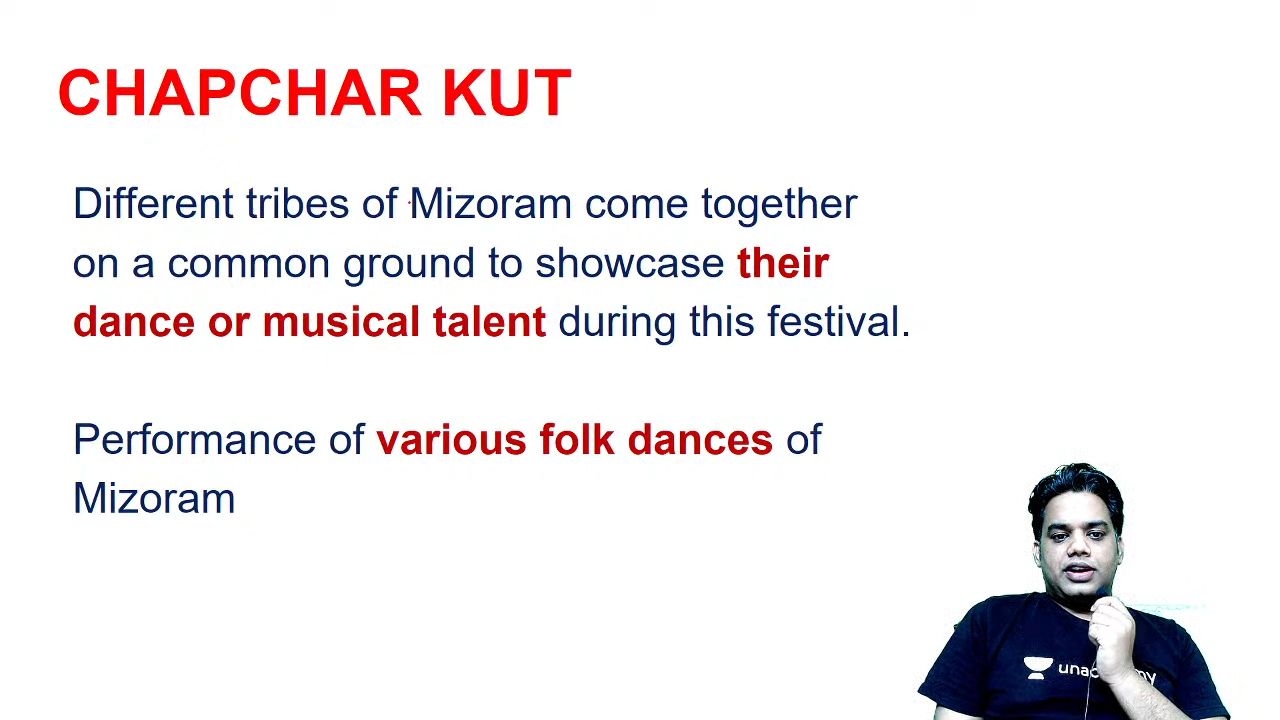 CHAPCHAR KUT
Different tribes of Mizoram come together
on a common ground to showcase their
dance or musical talent during this festival.
Performance of various folk dances of
Mizoram